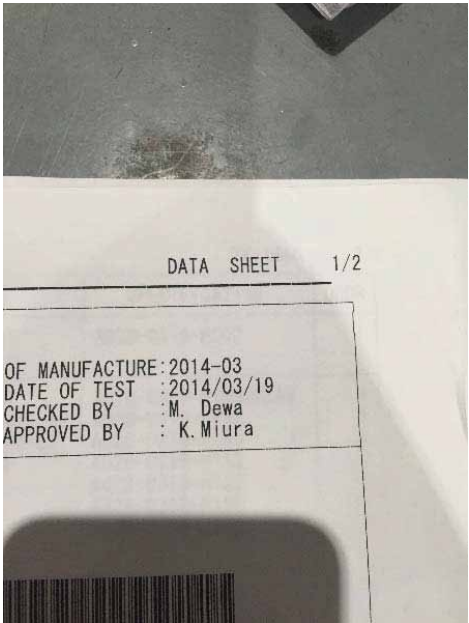 DATA SHEET 1/2
OF MANUFACTURE:2014-03
DATE OF TEST :2014/03/19
CHECKED BY :M. Dewa
APPROVED BY : K.Miura